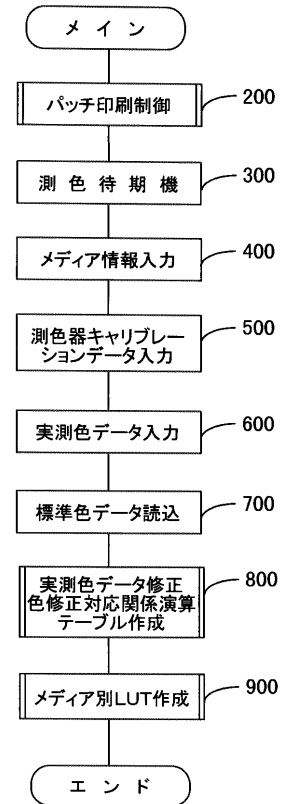 メ イ ン
パッチ印刷制御
200
測 色 待 期 機
300
メディア情報入力
400
測色器キャリブレー
ションデータ入力
500
実測色データ入力
600
標準色データ読込
700
実測色データ修正
色修正対応関係演算
テーブル作成
800
メディア別LUT作成
900
エ ン ド